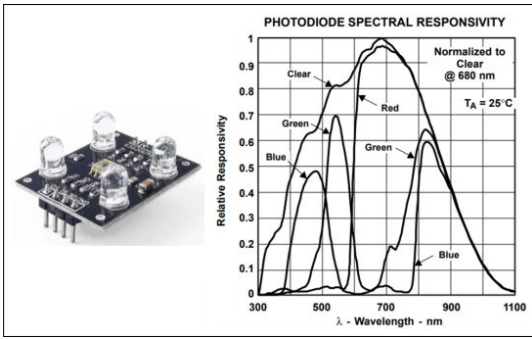 PHOTODIODE SPECTRAL RESPONSIVITY
1
0.9
0.8
0.7
0.6
0.5
0.4
0.3
0.2
0.1
0
Relative Responsivity
Normalized to
Clear
@ 680 nm
TA = 25°C
Clear
Red
Green
Green
Blue
Blue
300
500
700
900
1100
λ - Wavelength - nm